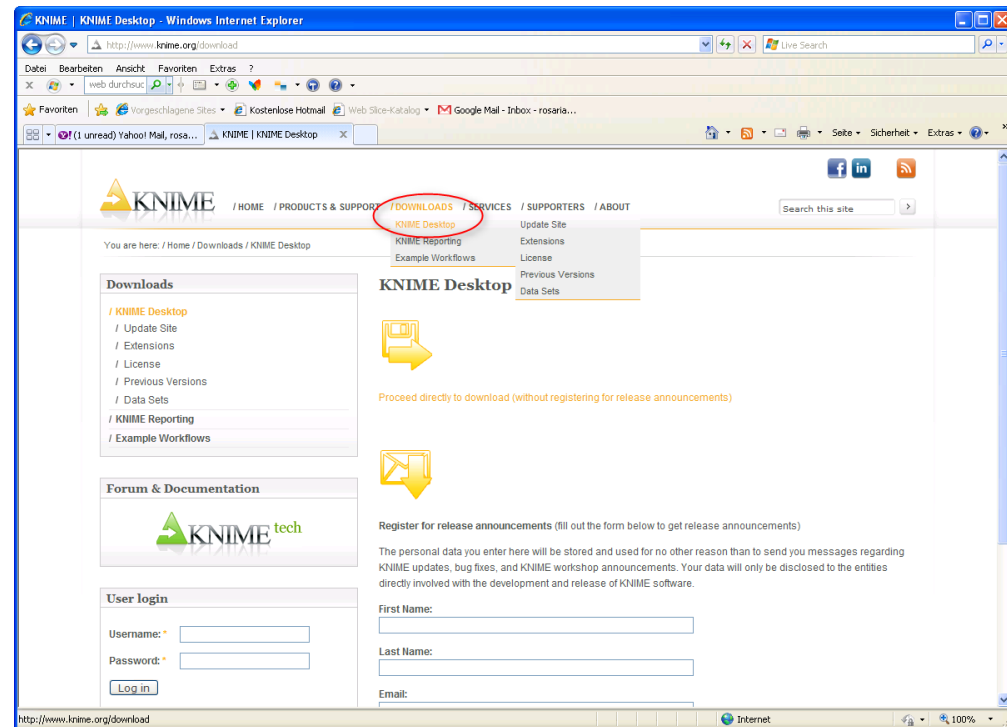 KNIME | KNIME Desktop - Windows Internet Explorer
http://www.knime.org/download
Live Search
Datei Bearbeiten Ansicht Favoriten Extras ?
web durchsuc
Favoriten Vorgeschlagene Sites Kostenlose Hotmail Web Slice-Katalog Google Mail - Inbox - rosaria...
(1 unread) Yahoo! Mail, rosa... KNIME | KNIME Desktop X Seite Sicherheit Extras
KNIME
/ HOME / PRODUCTS & SUPPORT / DOWNLOADS / SERVICES / SUPPORTERS / ABOUT
Search this site
KNIME Desktop Update Site
You are here: / Home / Downloads / KNIME Desktop
KNIME Reporting Extensions
Example Workflows License
Previous Versions
Data Sets
Downloads
/ KNIME Desktop
/ Update Site
/ Extensions
/ License
/ Previous Versions
/ Data Sets
/ KNIME Reporting
/ Example Workflows
Forum & Documentation
KNIME tech
User login
Username: *
Password: *
Log in
KNIME Desktop
Proceed directly to download (without registering for release announcements)
Register for release announcements (fill out the form below to get release announcements)
The personal data you enter here will be stored and used for no other reason than to send you messages regarding
KNIME updates, bug fixes, and KNIME workshop announcements. Your data will only be disclosed to the entities
directly involved with the development and release of KNIME software.
First Name:
Last Name:
Email:
http://www.knime.org/download Internet 100%